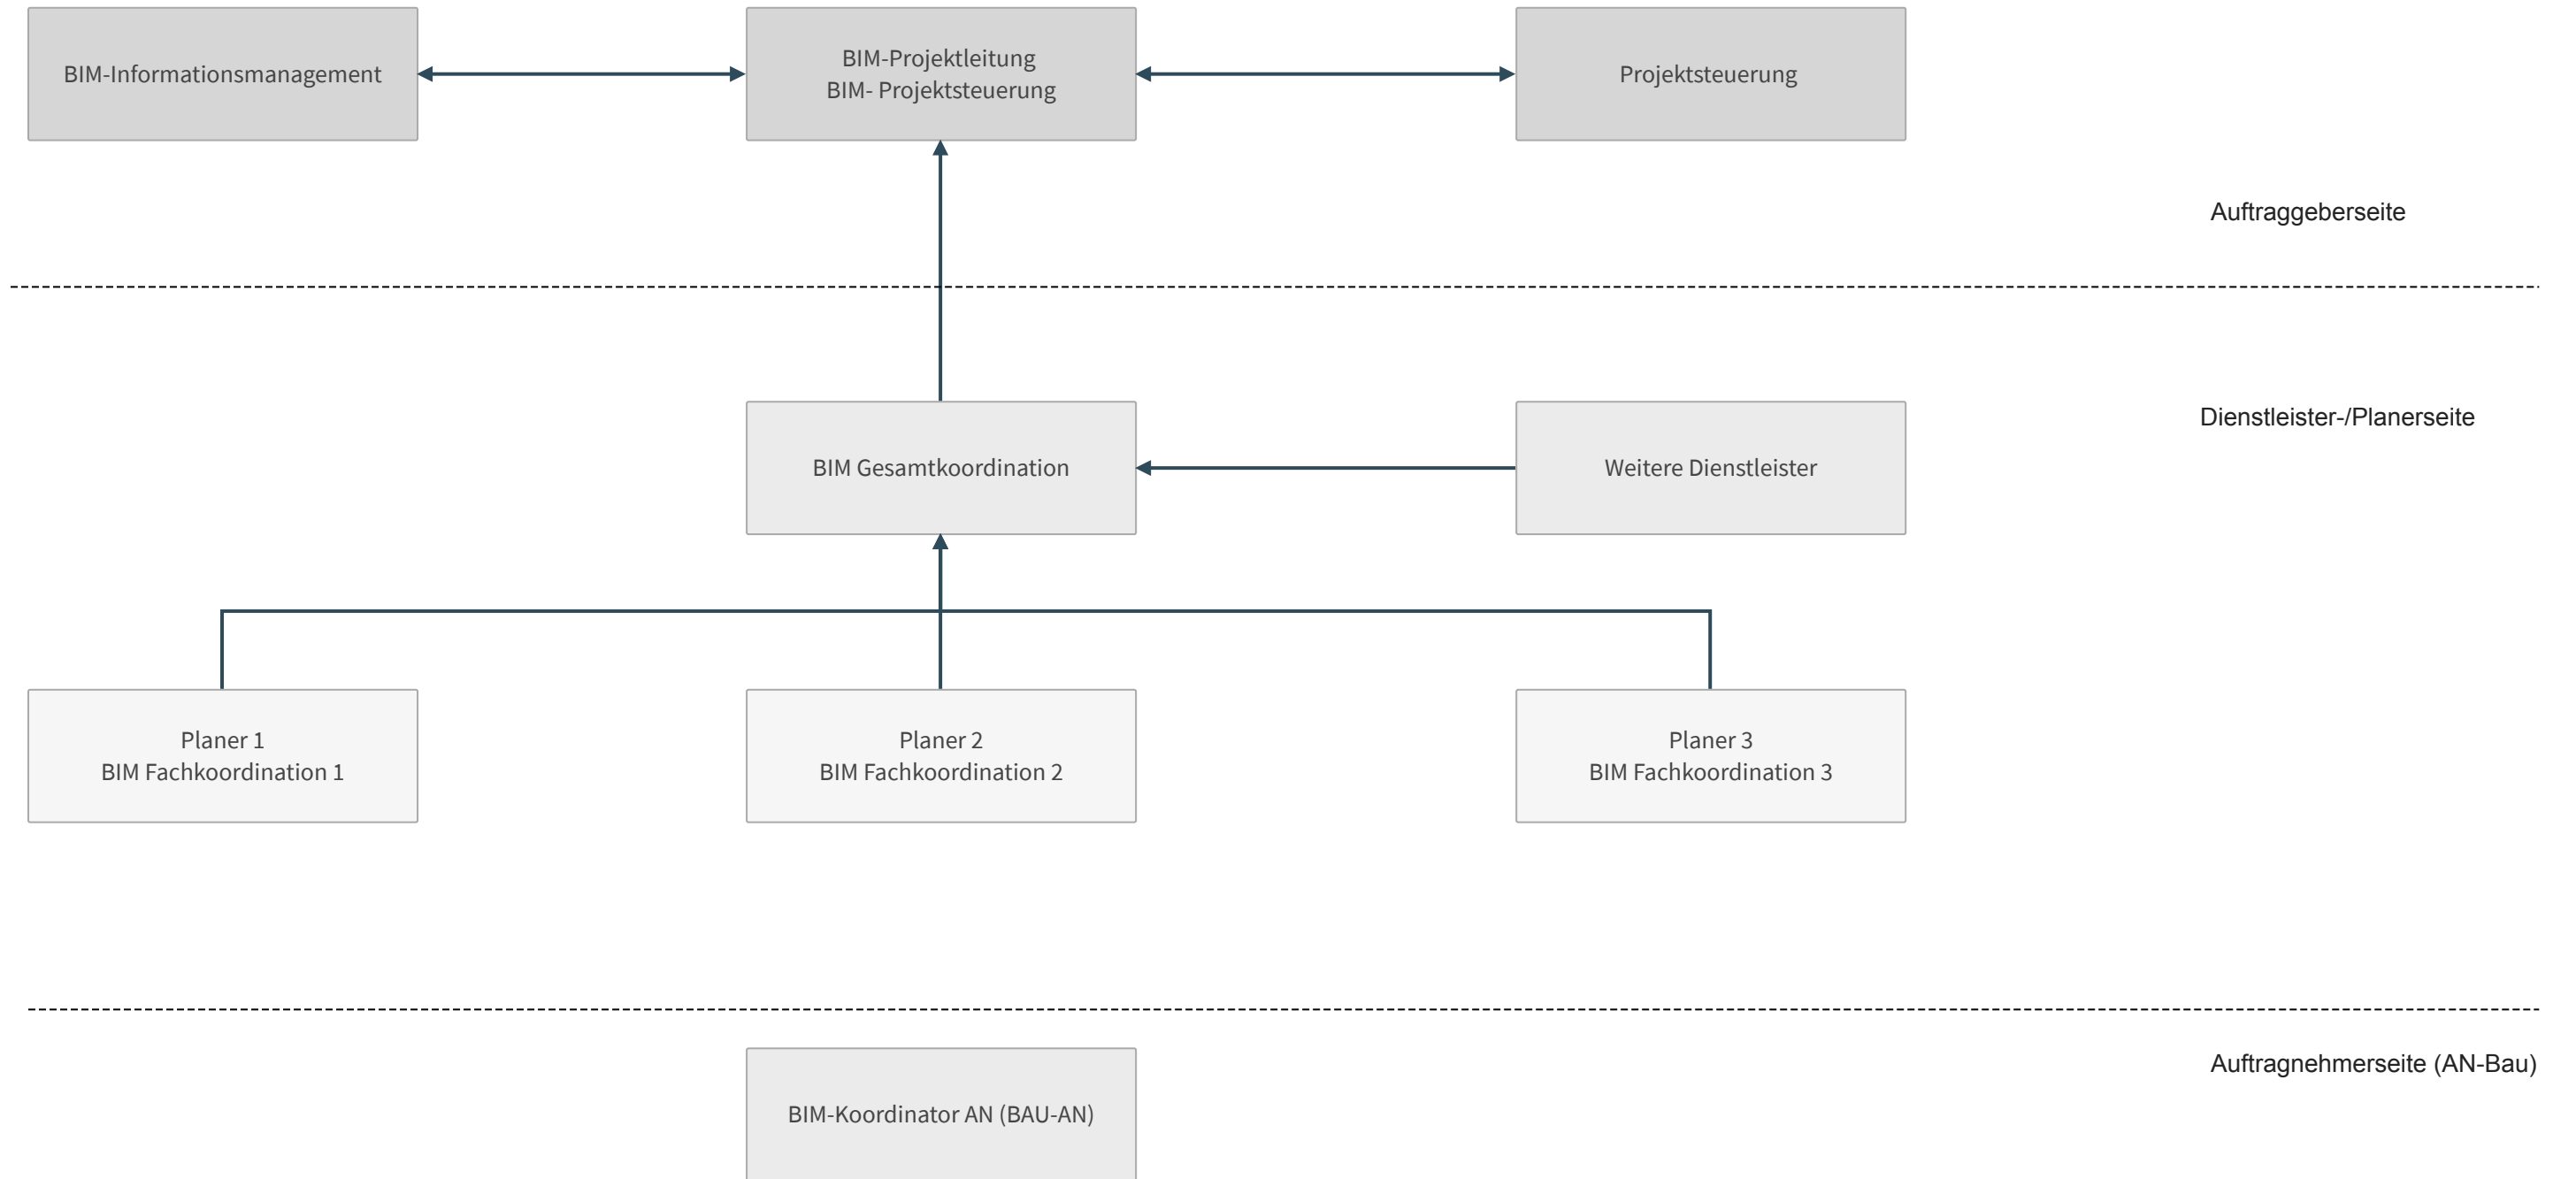 BIM-Informationsmanagement
BIM-Projektleitung
BIM- Projektsteuerung
Projektsteuerung
Auftraggeberseite
Dienstleister-/Planerseite
BIM Gesamtkoordination
Weitere Dienstleister
Planer 1
BIM Fachkoordination 1
Planer 2
BIM Fachkoordination 2
Planer 3
BIM Fachkoordination 3
Auftragnehmerseite (AN-Bau)
BIM-Koordinator AN (BAU-AN)